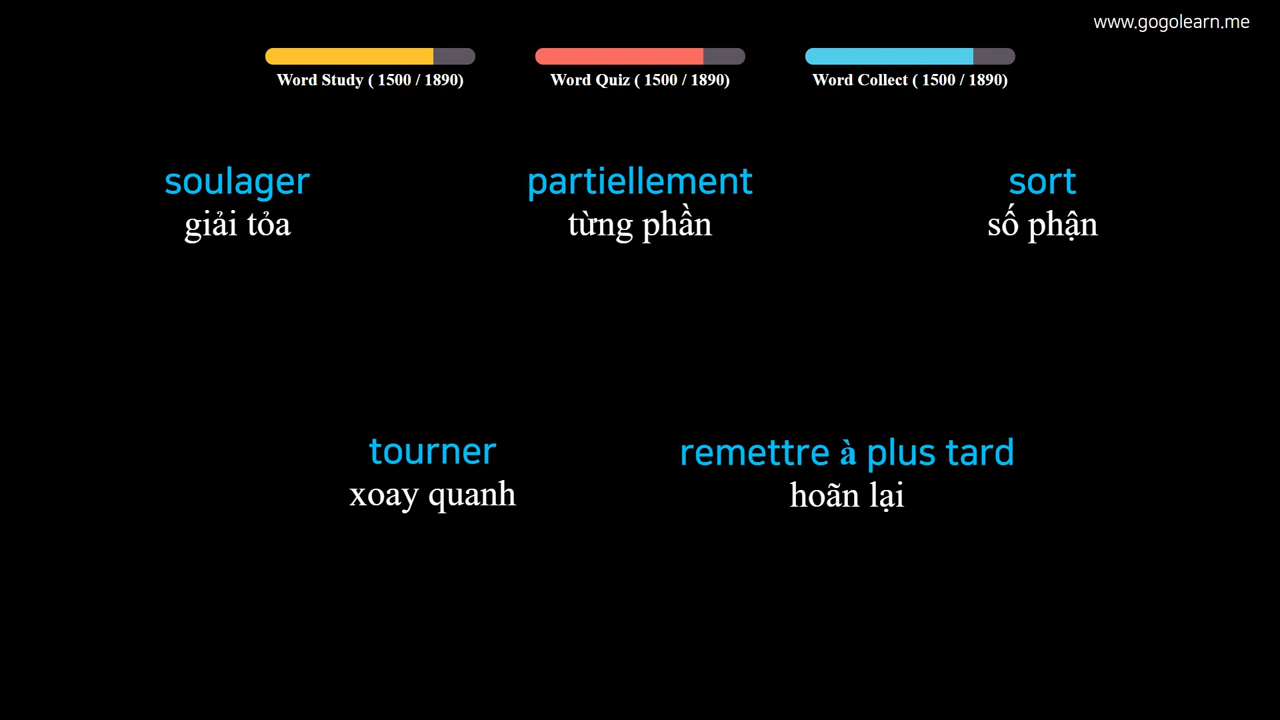 www.gogolearn.me
Word Study ( 1500 / 1890)
Word Quiz ( 1500 / 1890)
Word Collect ( 1500 / 1890)
soulager
giải tỏa
partiellement
từng phần
sort
số phận
tourner
xoay quanh
remettre à plus tard
hoãn lại